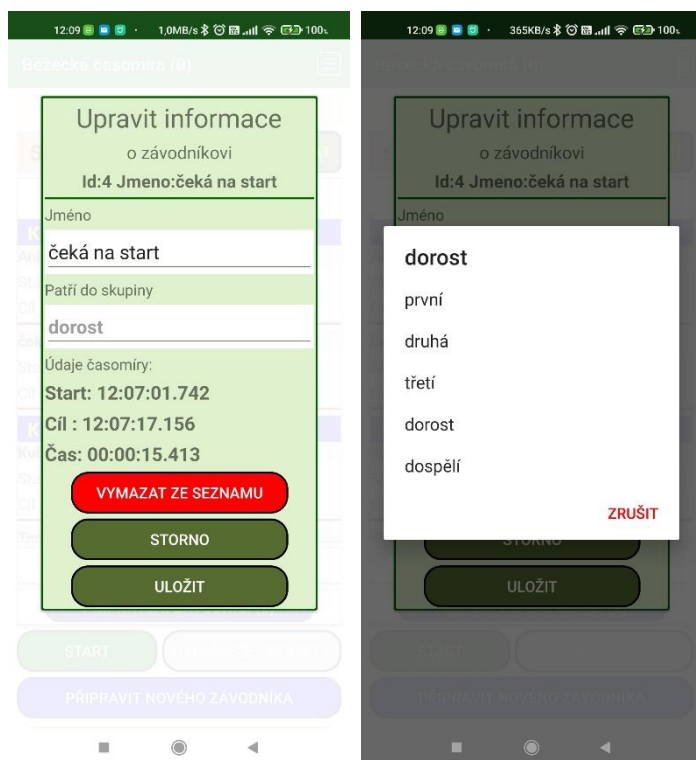 12:09 · 1,0MB/s 100%
Běžecká časomíra (0)
Upravit informace
o závodníkovi
Id:4 Jmeno:čeká na start
Jméno
čeká na start
Patří do skupiny
dorost
Údaje časomíry:
Start: 12:07:01.742
Cíl : 12:07:17.156
Čas: 00:00:15.413
VYMAZAT ZE SEZNAMU
STORNO
ULOŽIT
START
PŘIPRAVIT NOVÉHO ZÁVODNÍKA
12:09 · 365KB/s 100%
Běžecká časomíra (0)
Upravit informace
o závodníkovi
Id:4 Jmeno:čeká na start
Jméno
dorost
první
druhá
třetí
dorost
dospělí
ZRUŠIT
STORNO
ULOŽIT
START
PŘIPRAVIT NOVÉHO ZÁVODNÍKA